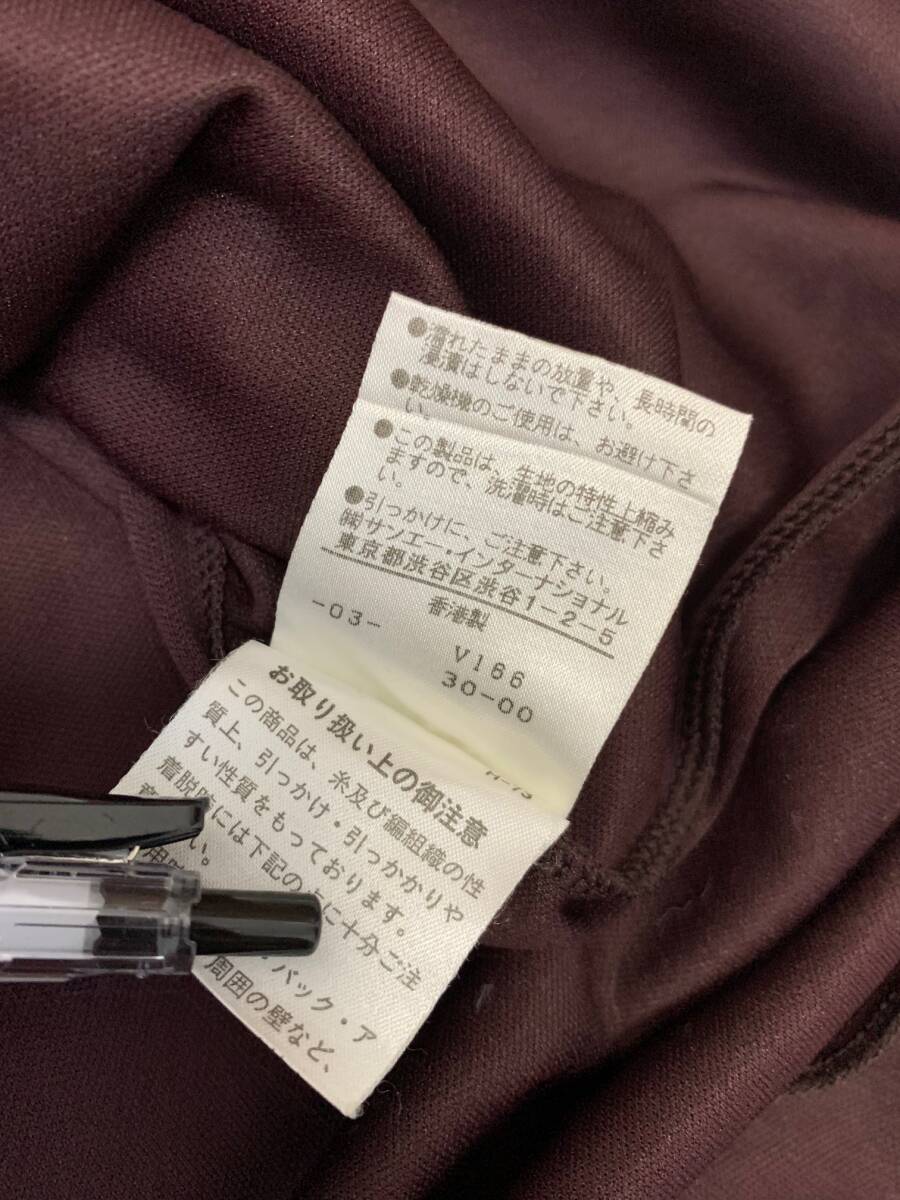 ●濡れたままの放置や、長時間の
浸漬はしないで下さい。
●乾燥機のご使用は、お避け下さ
い。
●この製品は、生地の特性上縮み
ますので、洗濯時はご注意下さ
い。
●引っかけに、ご注意下さい。
㈱サンエー・インターナショナル
東京都渋谷区渋谷1-2-5
香港製
-03-
V166
30-00
お取り扱い上の御注意
この商品は、糸及び編組織の性
質上、引っかけ・引っかかりや
すい性質をもっております。
着脱時には下記の点に十分ご注
い。
バック・ア
周囲の壁など、